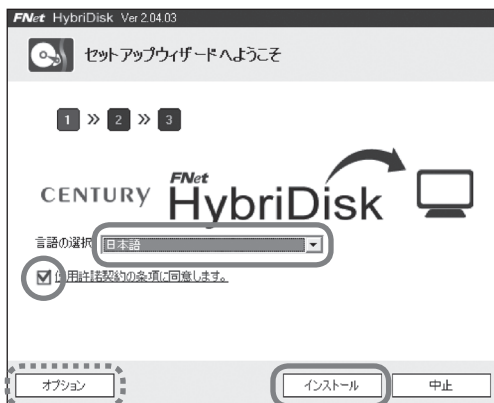 FNet HybriDisk Ver 2.04.03
セットアップウィザードへようこそ
1 » 2 » 3
CENTURY FNet HybriDisk
言語の選択 日本語
使用許諾契約の条項に同意します。
オプション インストール 中止